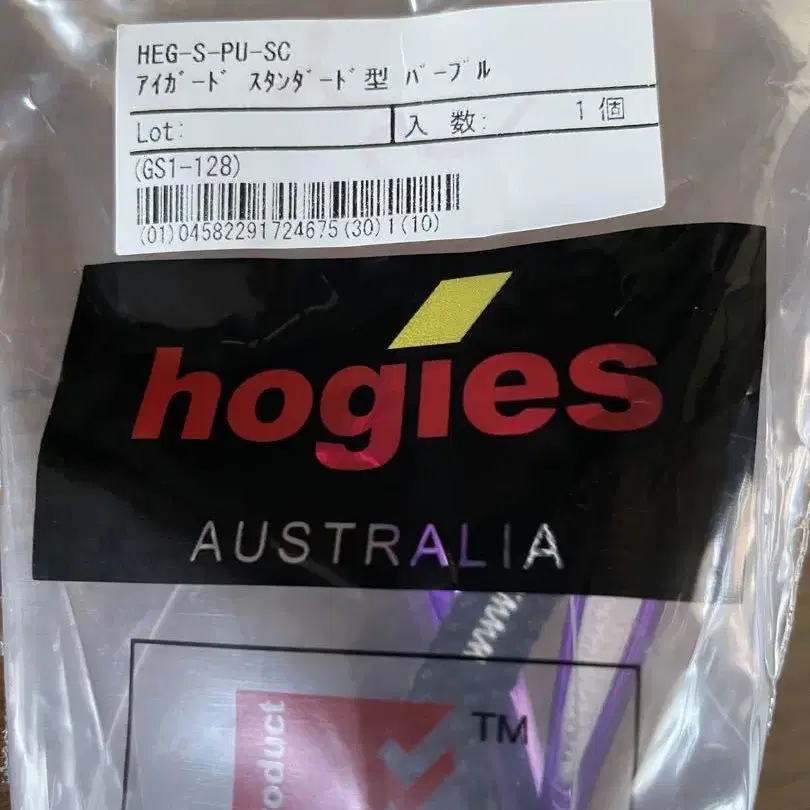 HEG-S-PU-SC
ｱｲｶﾞｰﾄﾞ ｽﾀﾝﾀﾞｰﾄﾞ型 ﾊﾟｰﾌﾟﾙ
Lot:
入 数: 1 個
(GS1-128)
(01)04582291724675(30)1(10)
hogies
AUSTRALIA
oduct
TM